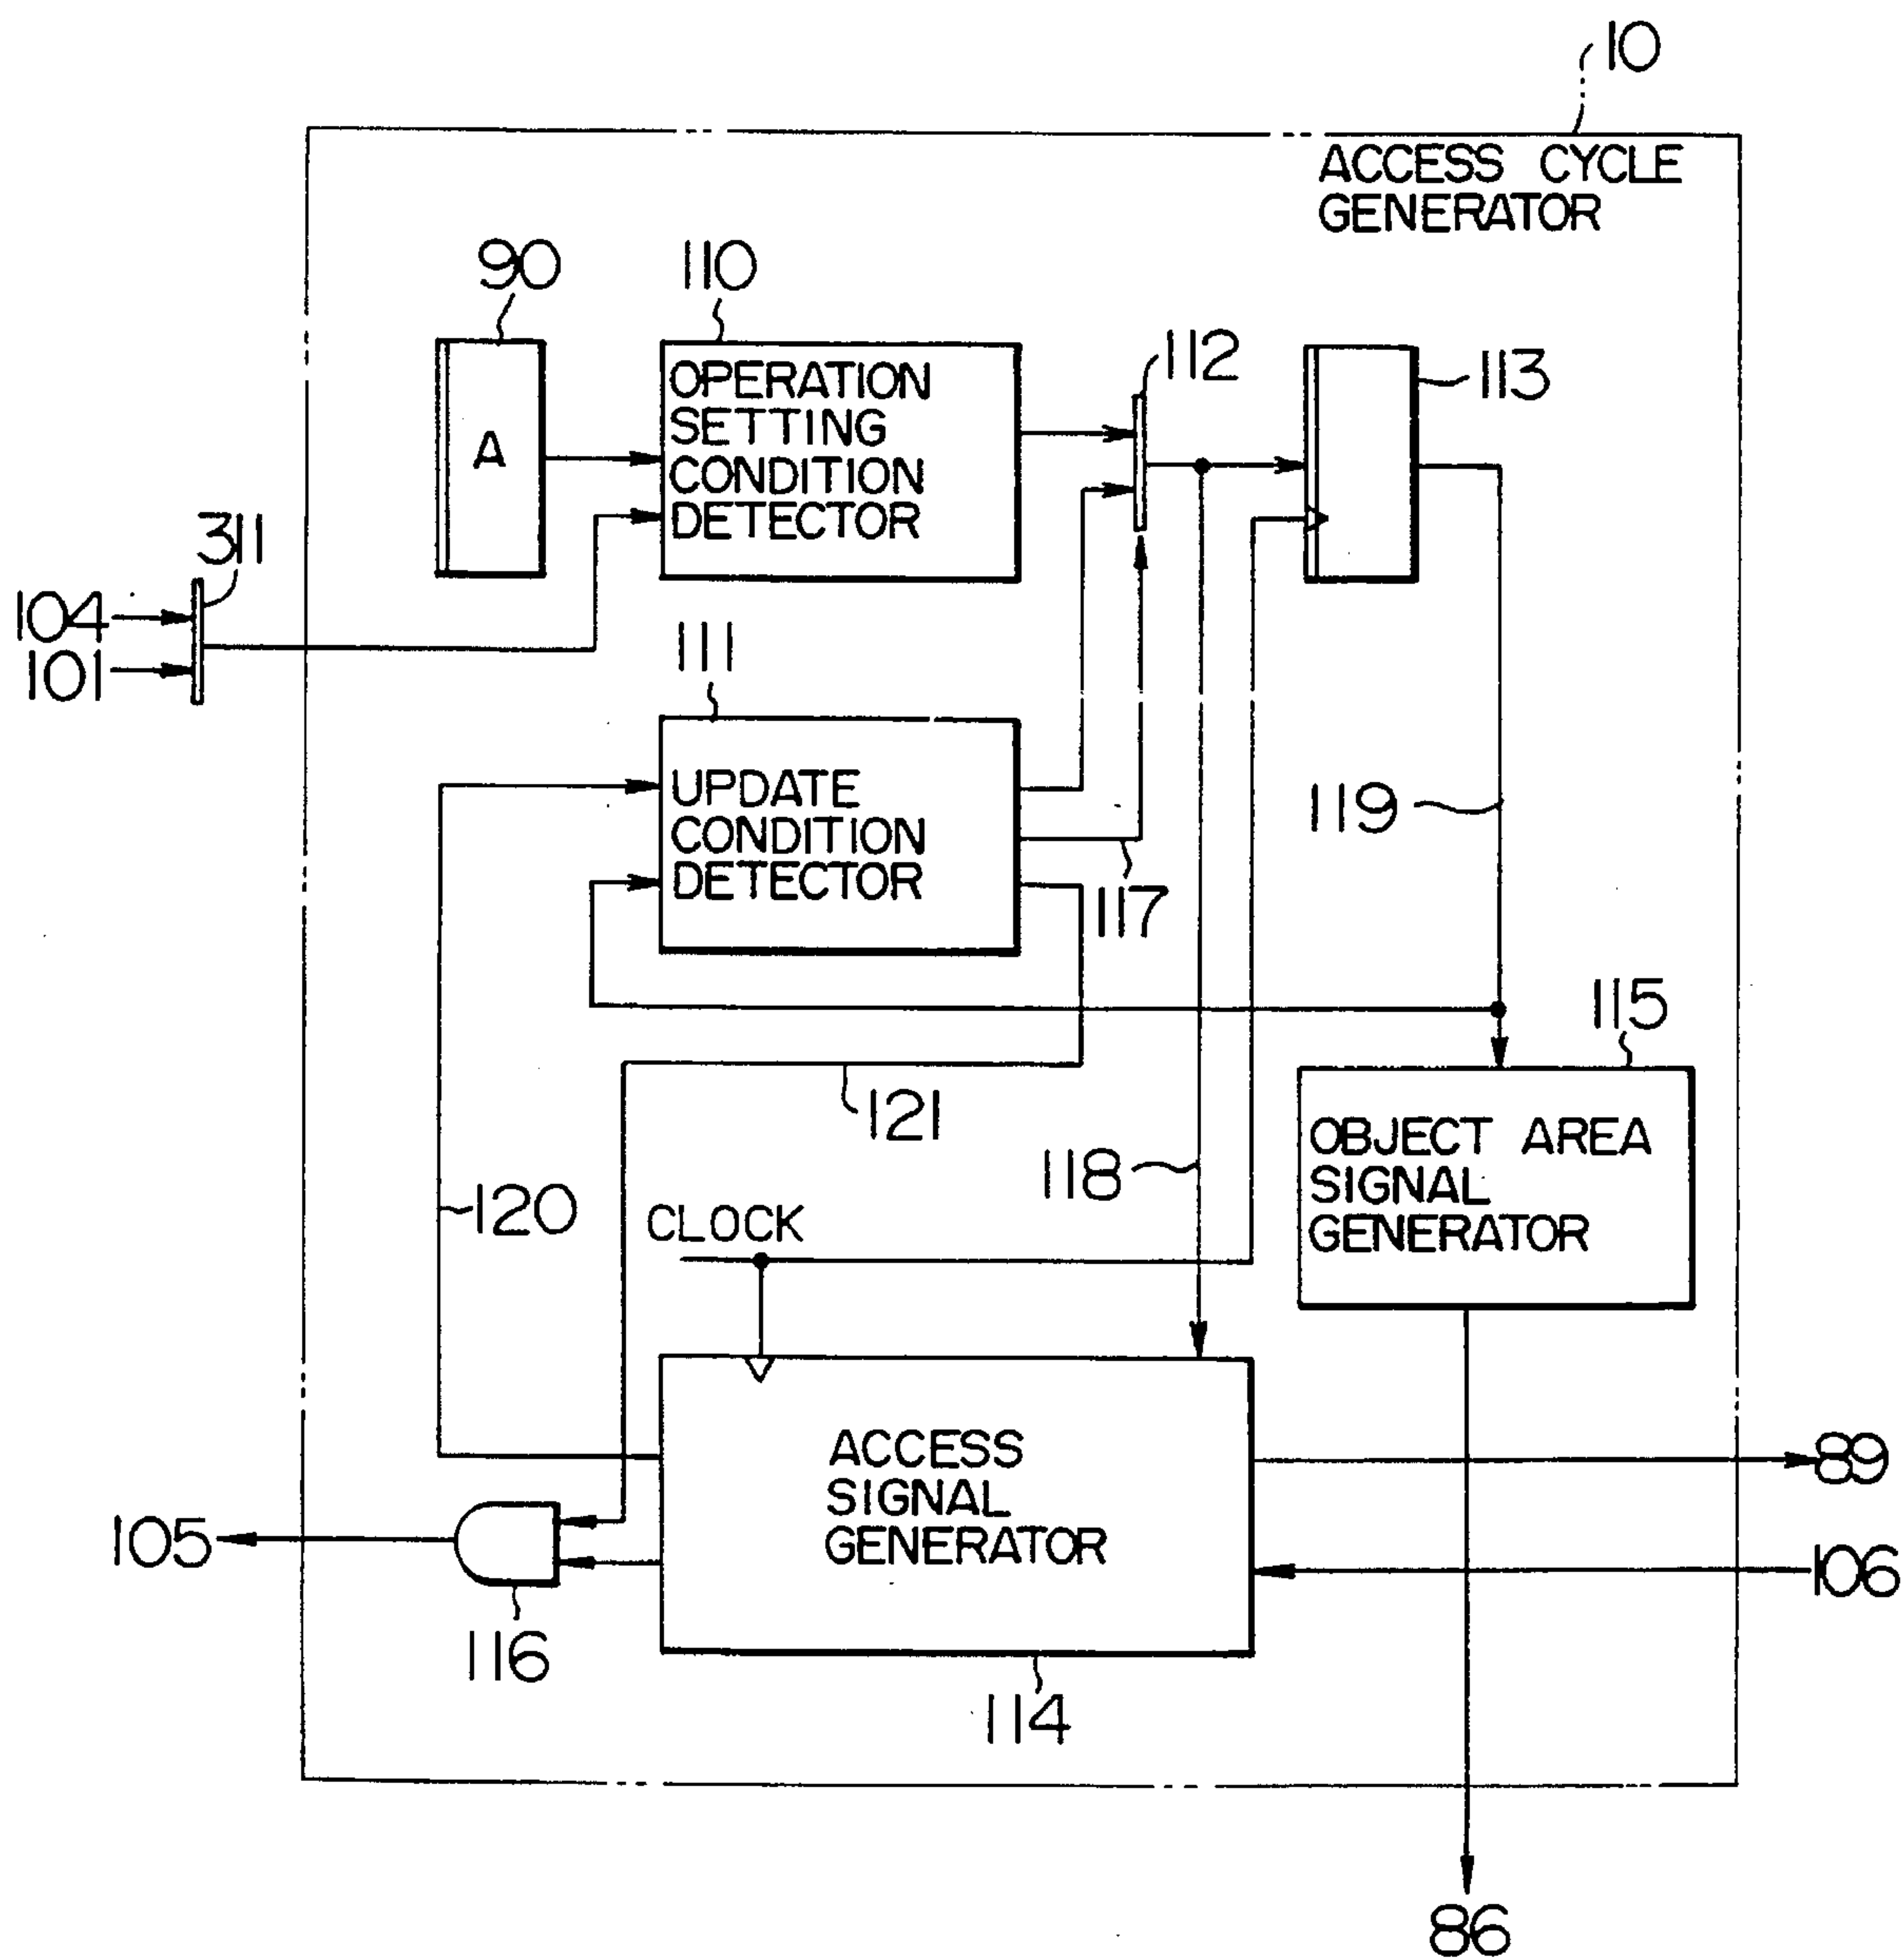 10
ACCESS CYCLE
GENERATOR
90
110
112
113
A
OPERATION
SETTING
CONDITION
DETECTOR
311
104
101
111
UPDATE
CONDITION
DETECTOR
119
117
115
121
118
OBJECT AREA
SIGNAL
GENERATOR
120
CLOCK
ACCESS
SIGNAL
GENERATOR
89
105
106
116
114
86